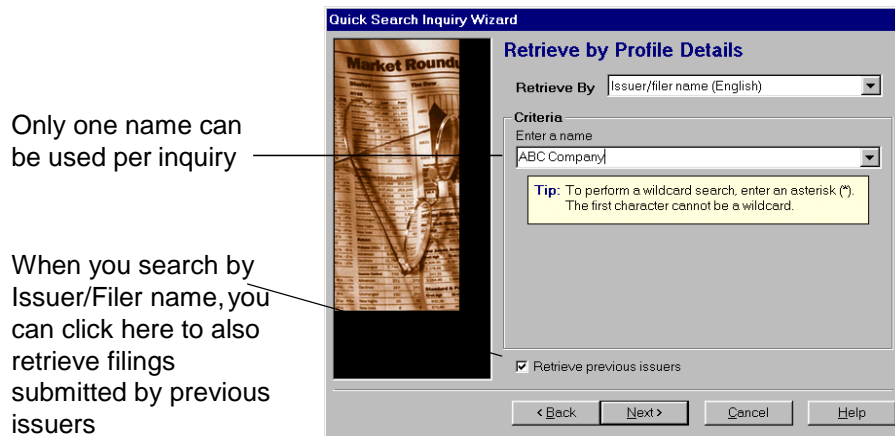 Quick Search Inquiry Wizard
Market Roundu
Retrieve by Profile Details
Retrieve By Issuer/filer name (English)
Only one name can
be used per inquiry
Criteria
Enter a name
ABC Company
Tip: To perform a wildcard search, enter an asterisk (*).
The first character cannot be a wildcard.
When you search by
Issuer/Filer name, you
can click here to also
retrieve filings
submitted by previous
issuers
Retrieve previous issuers
< Back Next > Cancel Help